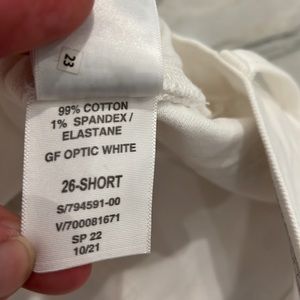 23
99% COTTON
1% SPANDEX /
ELASTANE
GF OPTIC WHITE
26-SHORT
S/794591-00
V/700081671
SP 22
10/21